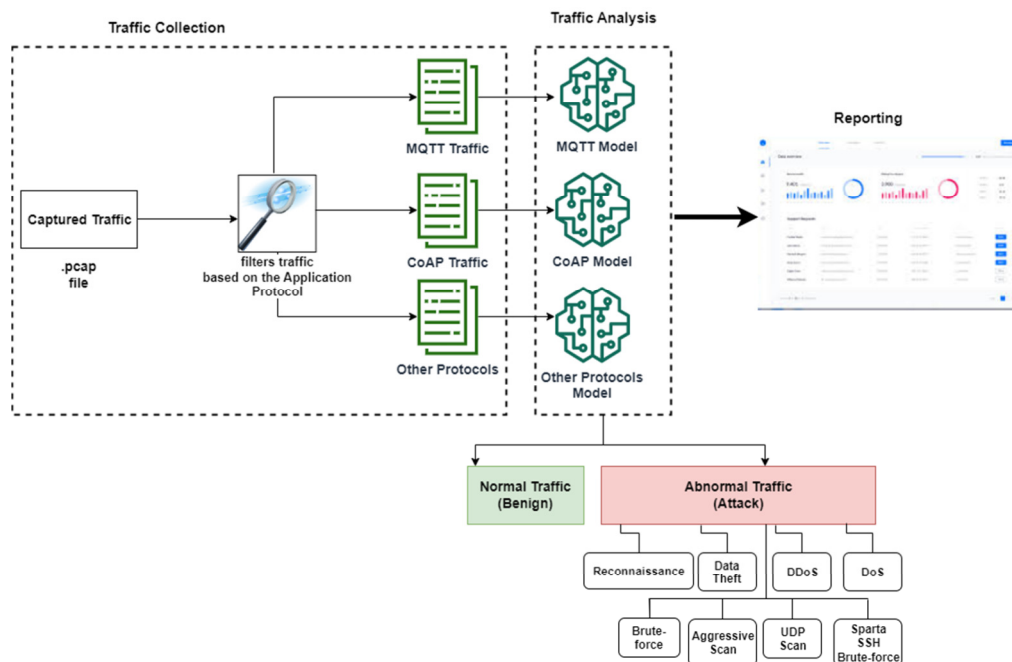 Traffic Collection
Traffic Analysis
MQTT Traffic
MQTT Model
Reporting
Captured Traffic
.pcap
file
filters traffic
based on the Application
Protocol
CoAP Traffic
CoAP Model
Other Protocols
Other Protocols
Model
Normal Traffic
(Benign)
Abnormal Traffic
(Attack)
Reconnaissance
Data
Theft
DDoS
DoS
Brute-
force
Aggressive
Scan
UDP
Scan
Sparta
SSH
Brute-force